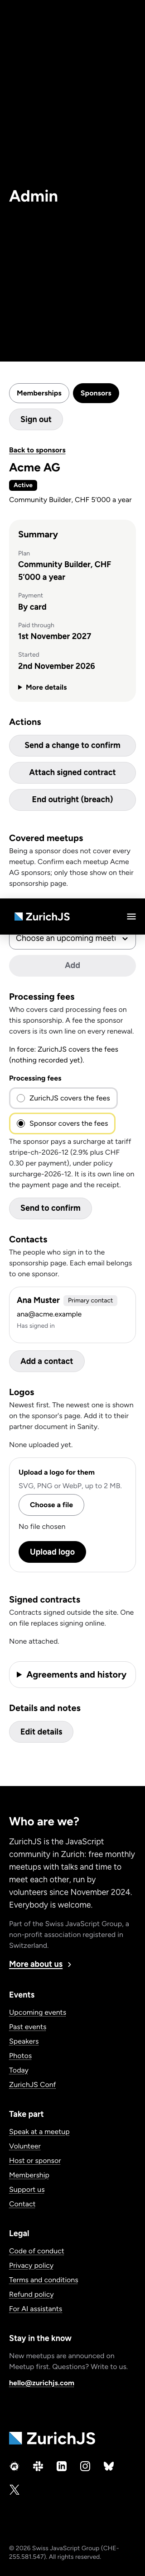 Admin
Memberships
Sponsors
Sign out
Back to sponsors
Acme AG
Active
Community Builder, CHF 5'000 a year
Summary
Plan
Community Builder, CHF
5'000 a year
Payment
By card
Paid through
1st November 2027
Started
2nd November 2026
More details
Actions
Send a change to confirm
Attach signed contract
End outright (breach)
Covered meetups
Being a sponsor does not cover every
meetup. Confirm each meetup Acme
AG sponsors; only those show on their
sponsorship page.
ZurichJS
Choose an upcoming meetu
Add
Processing fees
Who covers card processing fees on
this sponsorship. A fee the sponsor
covers is its own line on every renewal.
In force: ZurichJS covers the fees
(nothing recorded yet).
Processing fees
ZurichJS covers the fees
Sponsor covers the fees
The sponsor pays a surcharge at tariff
stripe-ch-2026-12 (2.9% plus CHF
0.30 per payment), under policy
surcharge-2026-12. It is its own line on
the payment page and the receipt.
Send to confirm
Contacts
The people who sign in to the
sponsorship page. Each email belongs
to one sponsor.
Ana Muster
Primary contact
ana@acme.example
Has signed in
Add a contact
Logos
Newest first. The newest one is shown
on the sponsor's page. Add it to their
partner document in Sanity.
None uploaded yet.
Upload a logo for them
SVG, PNG or WebP, up to 2 MB.
Choose a file
No file chosen
Upload logo
Signed contracts
Contracts signed outside the site. One
on file replaces signing online.
None attached.
Agreements and history
Details and notes
Edit details
Who are we?
ZurichJS is the JavaScript
community in Zurich: free monthly
meetups with talks and time to
meet each other, run by
volunteers since November 2024.
Everybody is welcome.
Part of the Swiss JavaScript Group, a
non-profit association registered in
Switzerland.
More about us
Events
Upcoming events
Past events
Speakers
Photos
Today
ZurichJS Conf
Take part
Speak at a meetup
Volunteer
Host or sponsor
Membership
Support us
Contact
Legal
Code of conduct
Privacy policy
Terms and conditions
Refund policy
For AI assistants
Stay in the know
New meetups are announced on
Meetup first. Questions? Write to us.
hello@zurichjs.com
ZurichJS
© 2026 Swiss JavaScript Group (CHE-
255.581.547). All rights reserved.